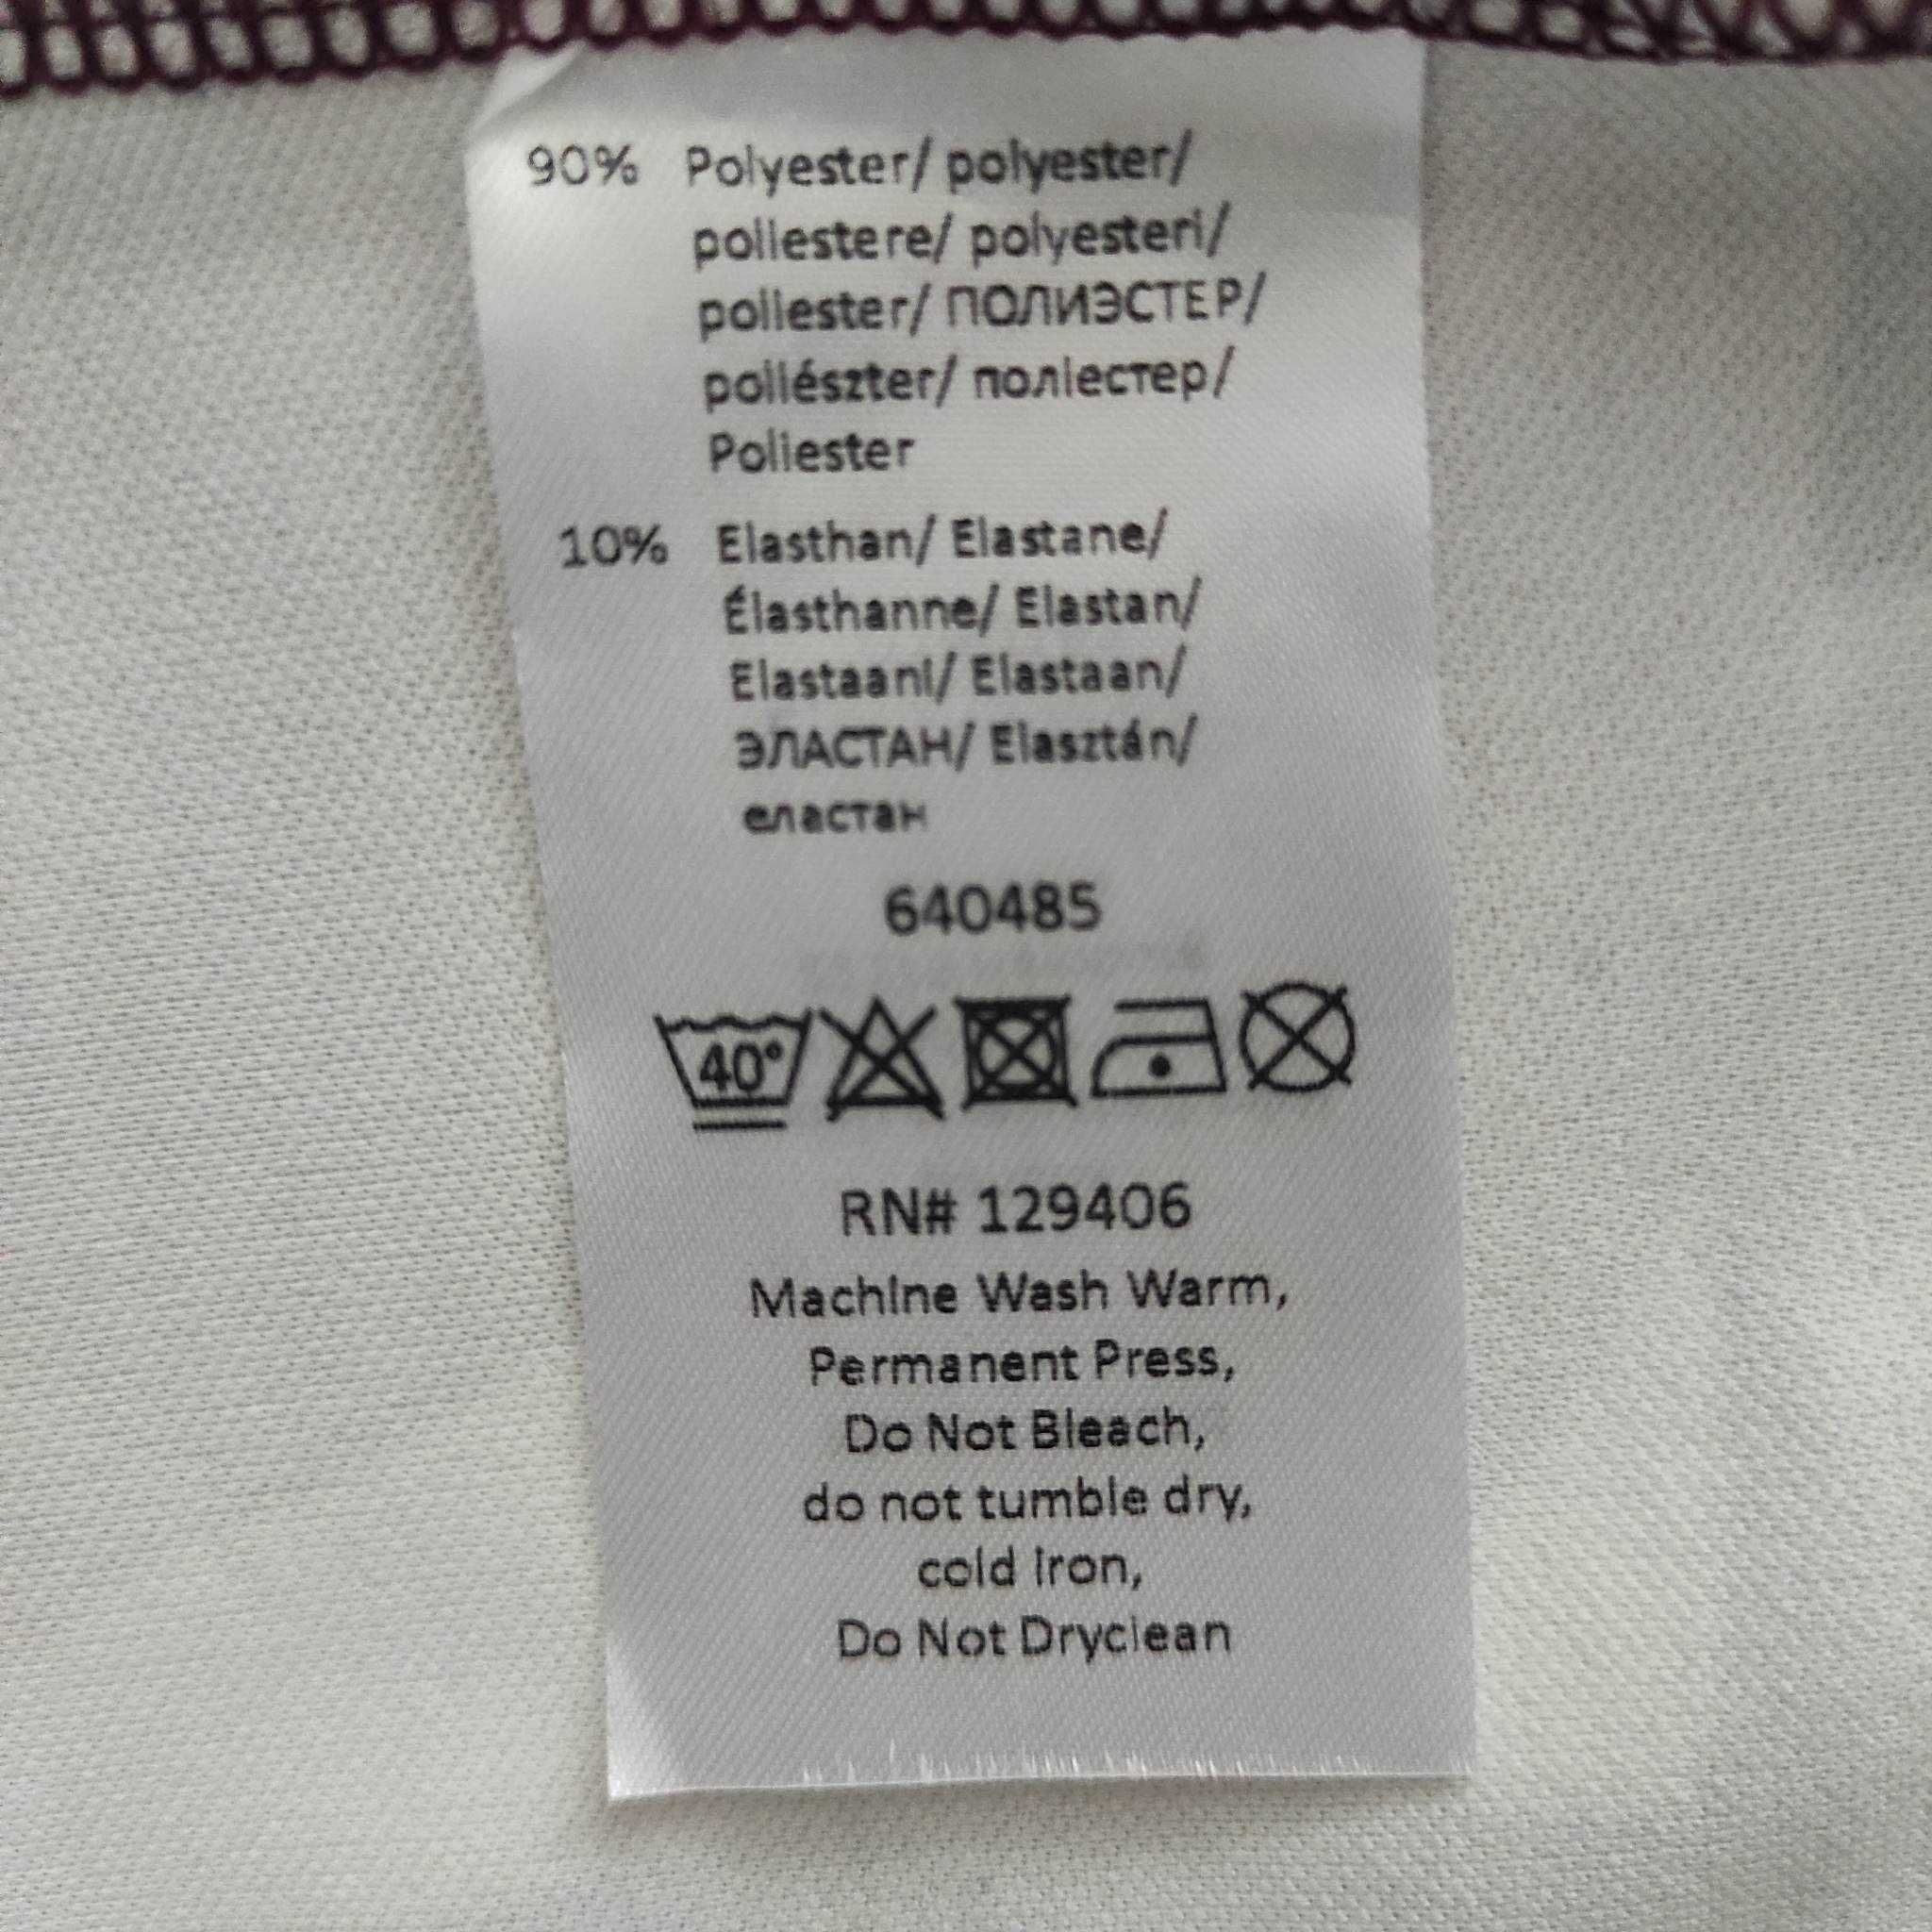 90% Polyester/ polyester/
poliestere/ polyesteri/
poliester/ ПОЛИЭСТЕР/
poliészter/ поліестер/
Poliester
10% Elasthan/ Elastane/
Élasthanne/ Elastan/
Elastaani/ Elastaan/
ЭЛАСТАН/ Elasztán/
еластан
640485
40°
RN# 129406
Machine Wash Warm,
Permanent Press,
Do Not Bleach,
do not tumble dry,
cold iron,
Do Not Dryclean